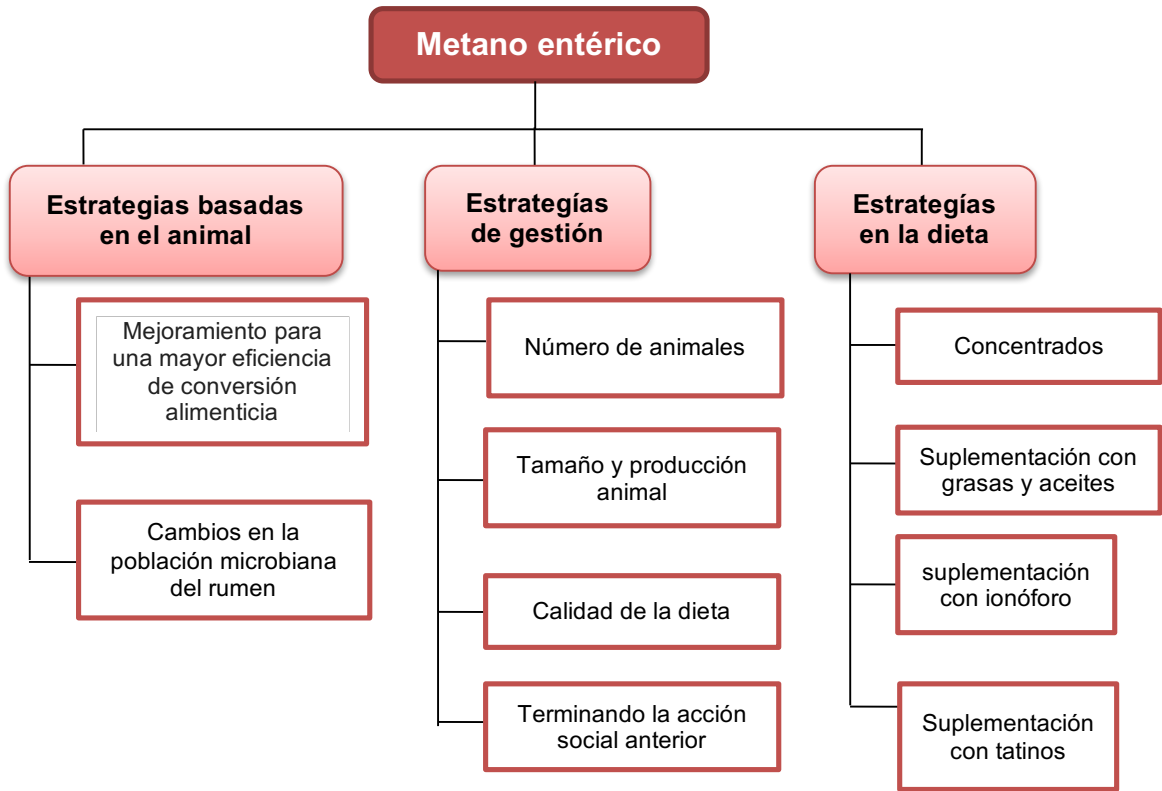 Metano entérico
Estrategias basadas
en el animal
Mejoramiento para
una mayor eficiencia
de conversión
alimenticia
Cambios en la
población microbiana
del rumen
Estrategías
de gestión
Número de animales
Tamaño y producción
animal
Calidad de la dieta
Terminando la acción
social anterior
Estrategías
en la dieta
Concentrados
Suplementación con
grasas y aceites
suplementación
con ionóforo
Suplementación
con tatinos